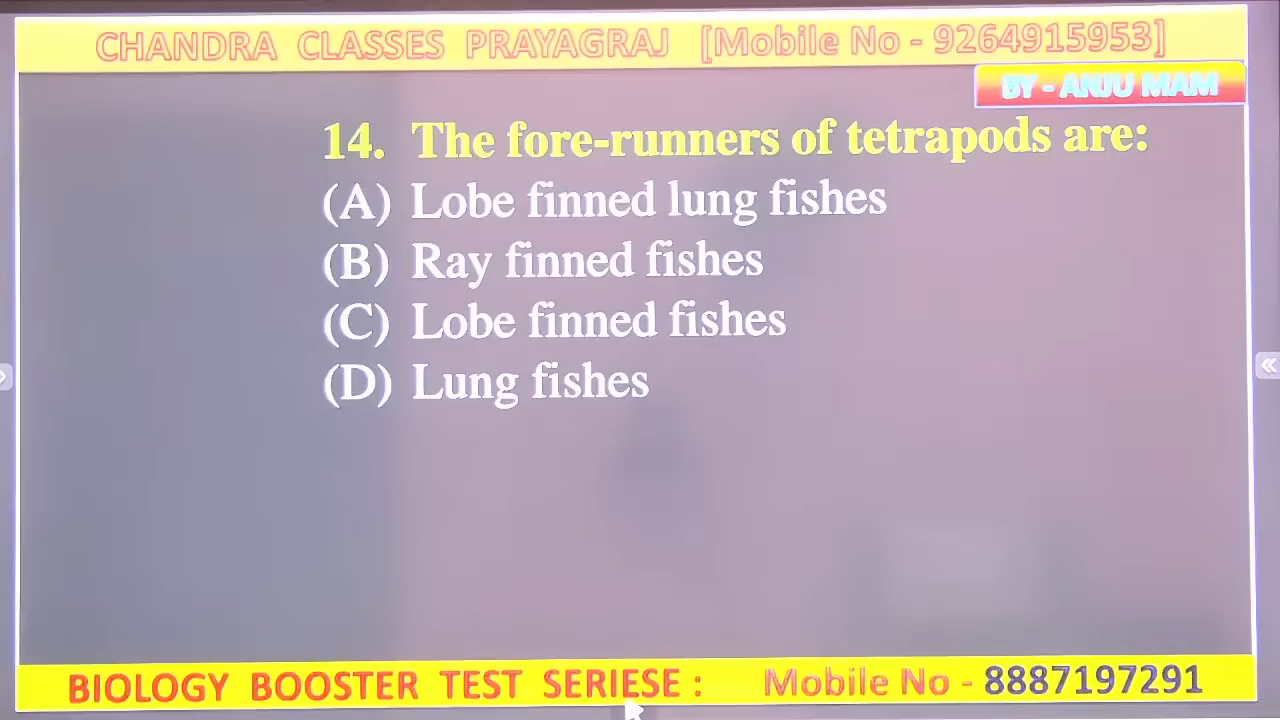 CHANDRA CLASSES PRAYAGRAJ [Mobile No - 9264915953]
BY - ANJU MAM
14. The fore-runners of tetrapods are:
(A) Lobe finned lung fishes
(B) Ray finned fishes
(C) Lobe finned fishes
(D) Lung fishes
BIOLOGY BOOSTER TEST SERIESE : Mobile No - 8887197291